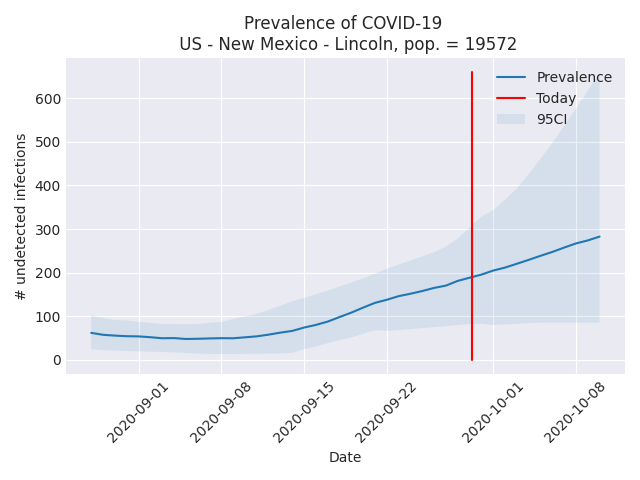 Prevalence of COVID-19
US - New Mexico - Lincoln, pop. = 19572
Prevalence
Today
95CI
# undetected infections
600
500
400
300
200
100
0
2020-09-01
2020-09-08
2020-09-15
2020-09-22
2020-10-01
2020-10-08
Date